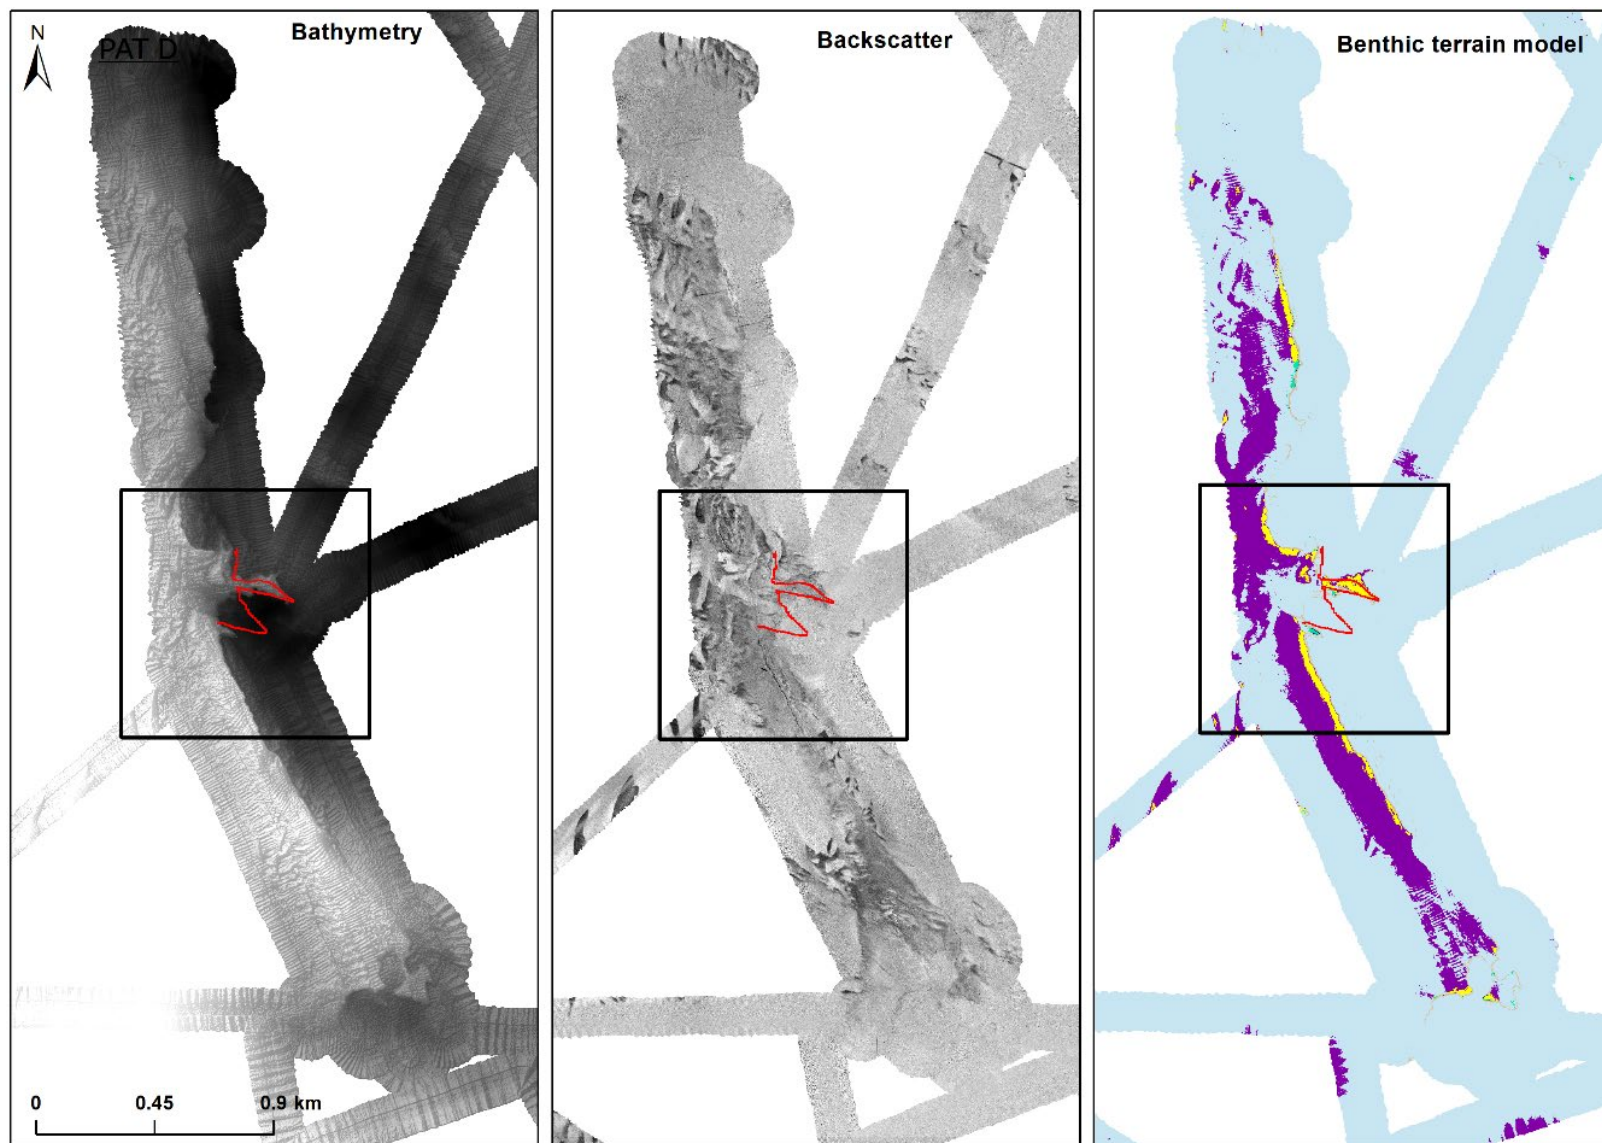 N
PAT D
Bathymetry
Backscatter
Benthic terrain model
0 0.45 0.9 km